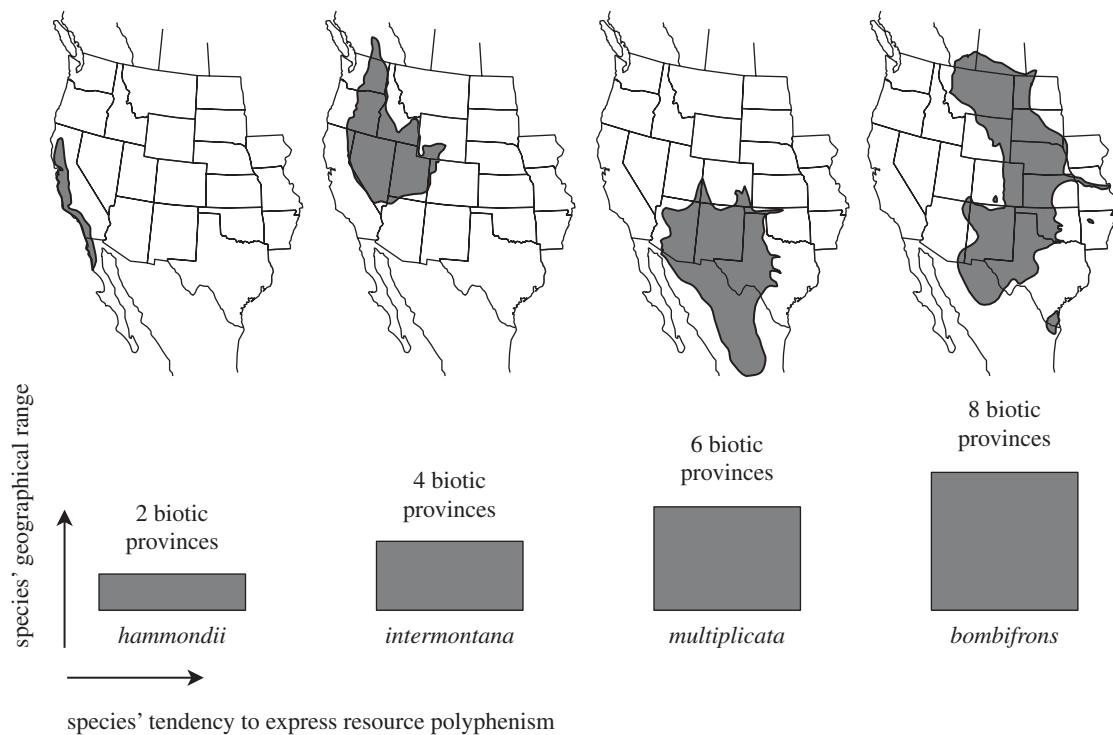 8 biotic
provinces
6 biotic
provinces
4 biotic
provinces
2 biotic
provinces
species' geographical range
hammondii
intermontana
multiplicata
bombifrons
species' tendency to express resource polyphenism